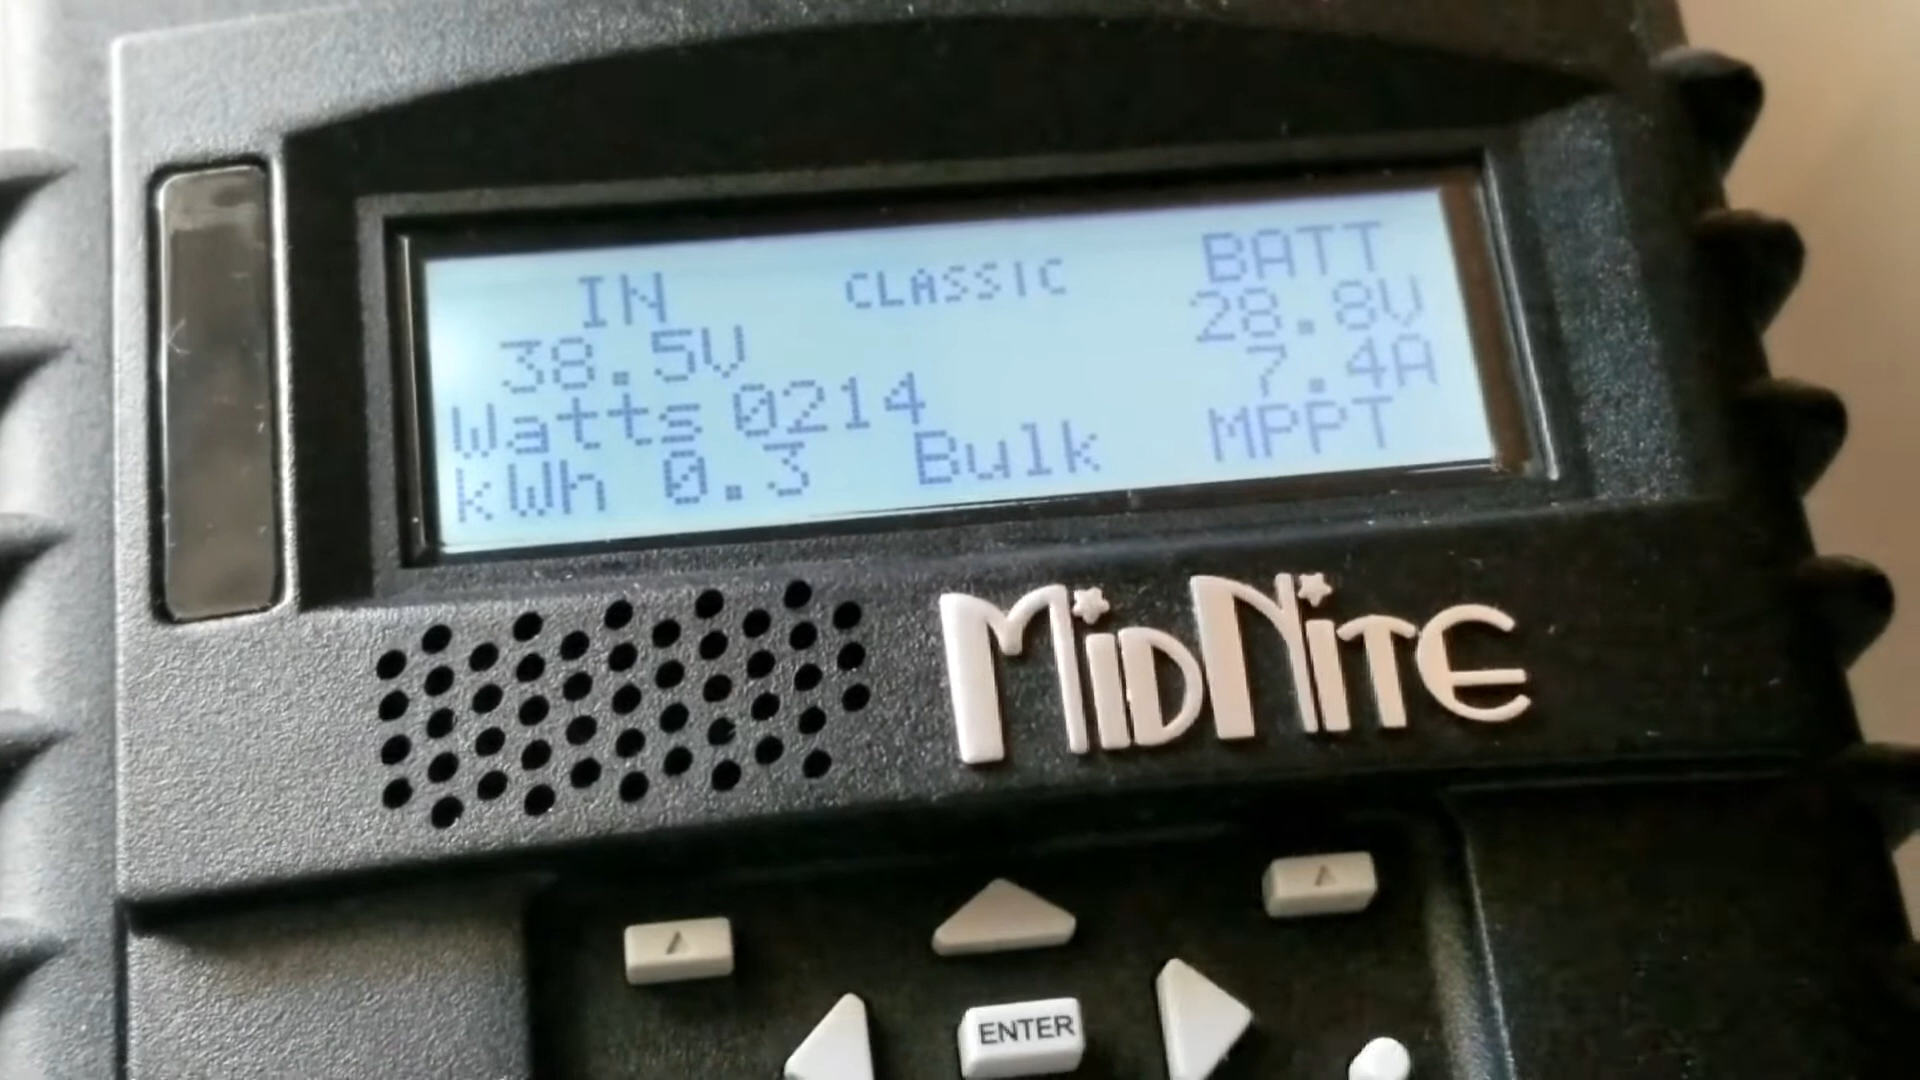 IN CLASSIC BATT
38.5V 28.8V
Watts 0214 7.4A
kWh 0.3 Bulk MPPT
MIDNITE
ENTER